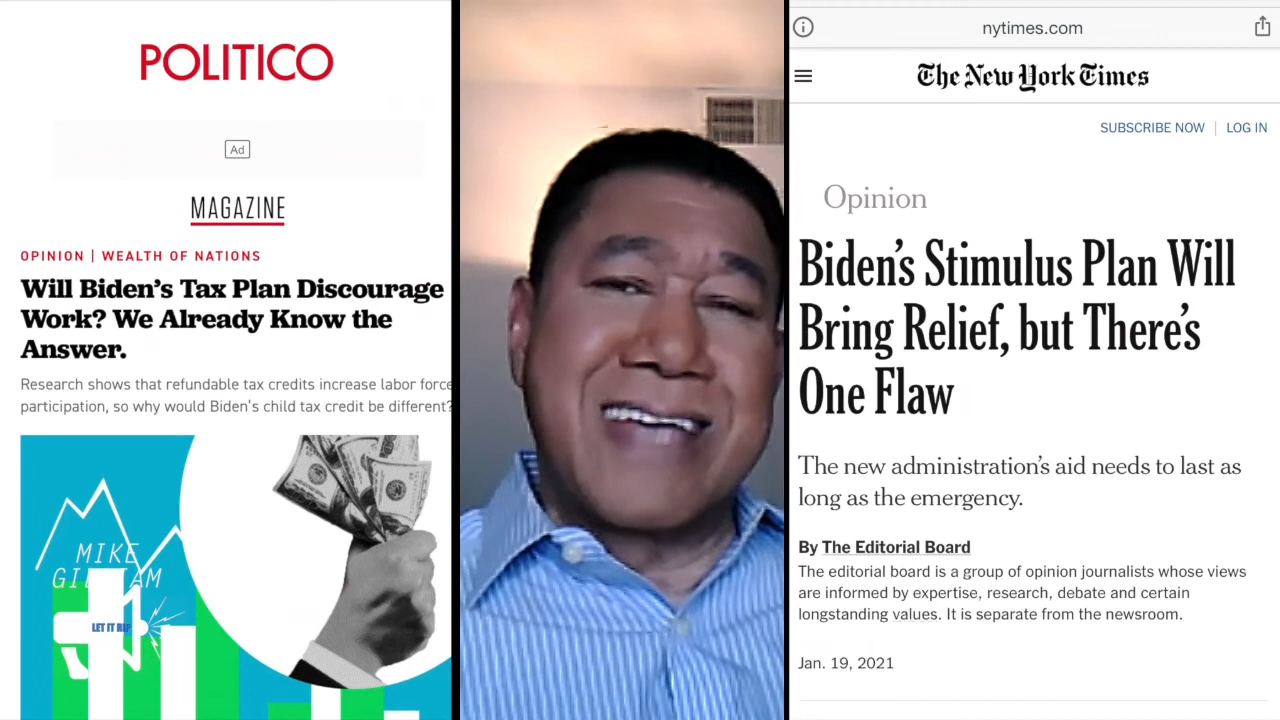 POLITICO
Ad
MAGAZINE
OPINION | WEALTH OF NATIONS
Will Biden's Tax Plan Discourage
Work? We Already Know the
Answer.
Research shows that refundable tax credits increase labor force
participation, so why would Biden's child tax credit be different?
MIKE
LET IT RIP
nytimes.com
The New York Times
SUBSCRIBE NOW | LOG IN
Opinion
Biden's Stimulus Plan Will
Bring Relief, but There's
One Flaw
The new administration's aid needs to last as
long as the emergency.
By The Editorial Board
The editorial board is a group of opinion journalists whose views
are informed by expertise, research, debate and certain
longstanding values. It is separate from the newsroom.
Jan. 19, 2021